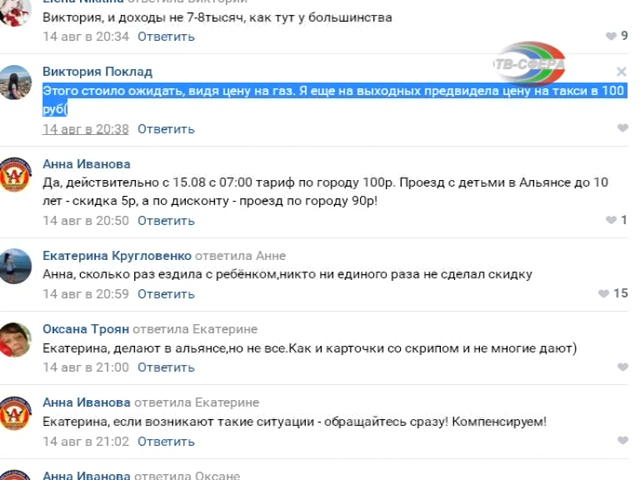 Виктория, и доходы не 7-8тысяч, как тут у большинства
14 авг в 20:34 Ответить
9
ТВ-СФЕРА
Виктория Поклад
Этого стоило ожидать, видя цену на газ. Я еще на выходных предвидела цену на такси в 100
руб(
14 авг в 20:38 Ответить
Анна Иванова
Да, действительно с 15.08 с 07:00 тариф по городу 100р. Проезд с детьми в Альянсе до 10
лет - скидка 5р, а по дисконту - проезд по городу 90р!
14 авг в 20:50 Ответить
1
Екатерина Кругловенко ответила Анне
Анна, сколько раз ездила с ребёнком,никто ни единого раза не сделал скидку
14 авг в 20:59 Ответить
15
Оксана Троян ответила Екатерине
Екатерина, делают в альянсе,но не все.Как и карточки со скрипом и не многие дают)
14 авг в 21:00 Ответить
Анна Иванова ответила Екатерине
Екатерина, если возникают такие ситуации - обращайтесь сразу! Компенсируем!
14 авг в 21:02 Ответить
Анна Иванова ответила Оксане